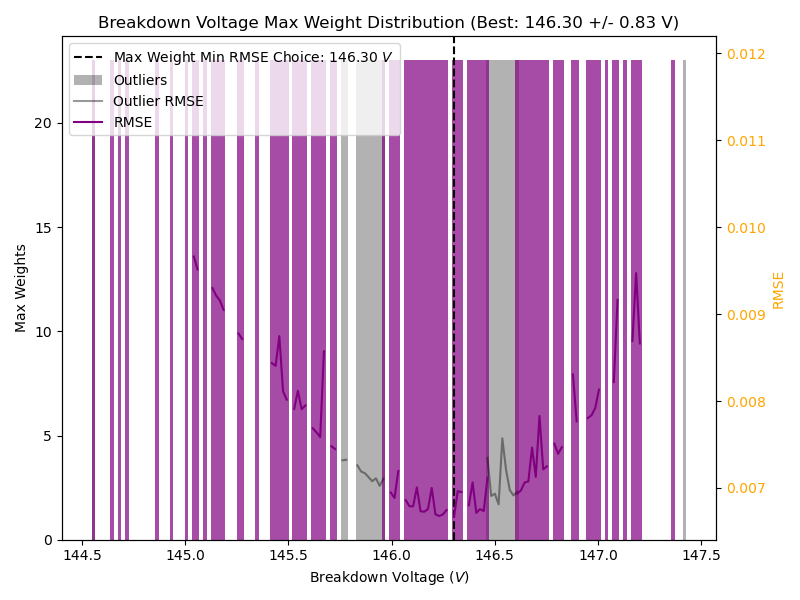 Breakdown Voltage Max Weight Distribution (Best: 146.30 +/- 0.83 V)
Max Weight Min RMSE Choice: 146.30 V
Outliers
Outlier RMSE
RMSE
Max Weights
20
15
10
5
0
0.012
0.011
0.010
0.009
0.008
0.007
RMSE
144.5 145.0 145.5 146.0 146.5 147.0 147.5
Breakdown Voltage (V)